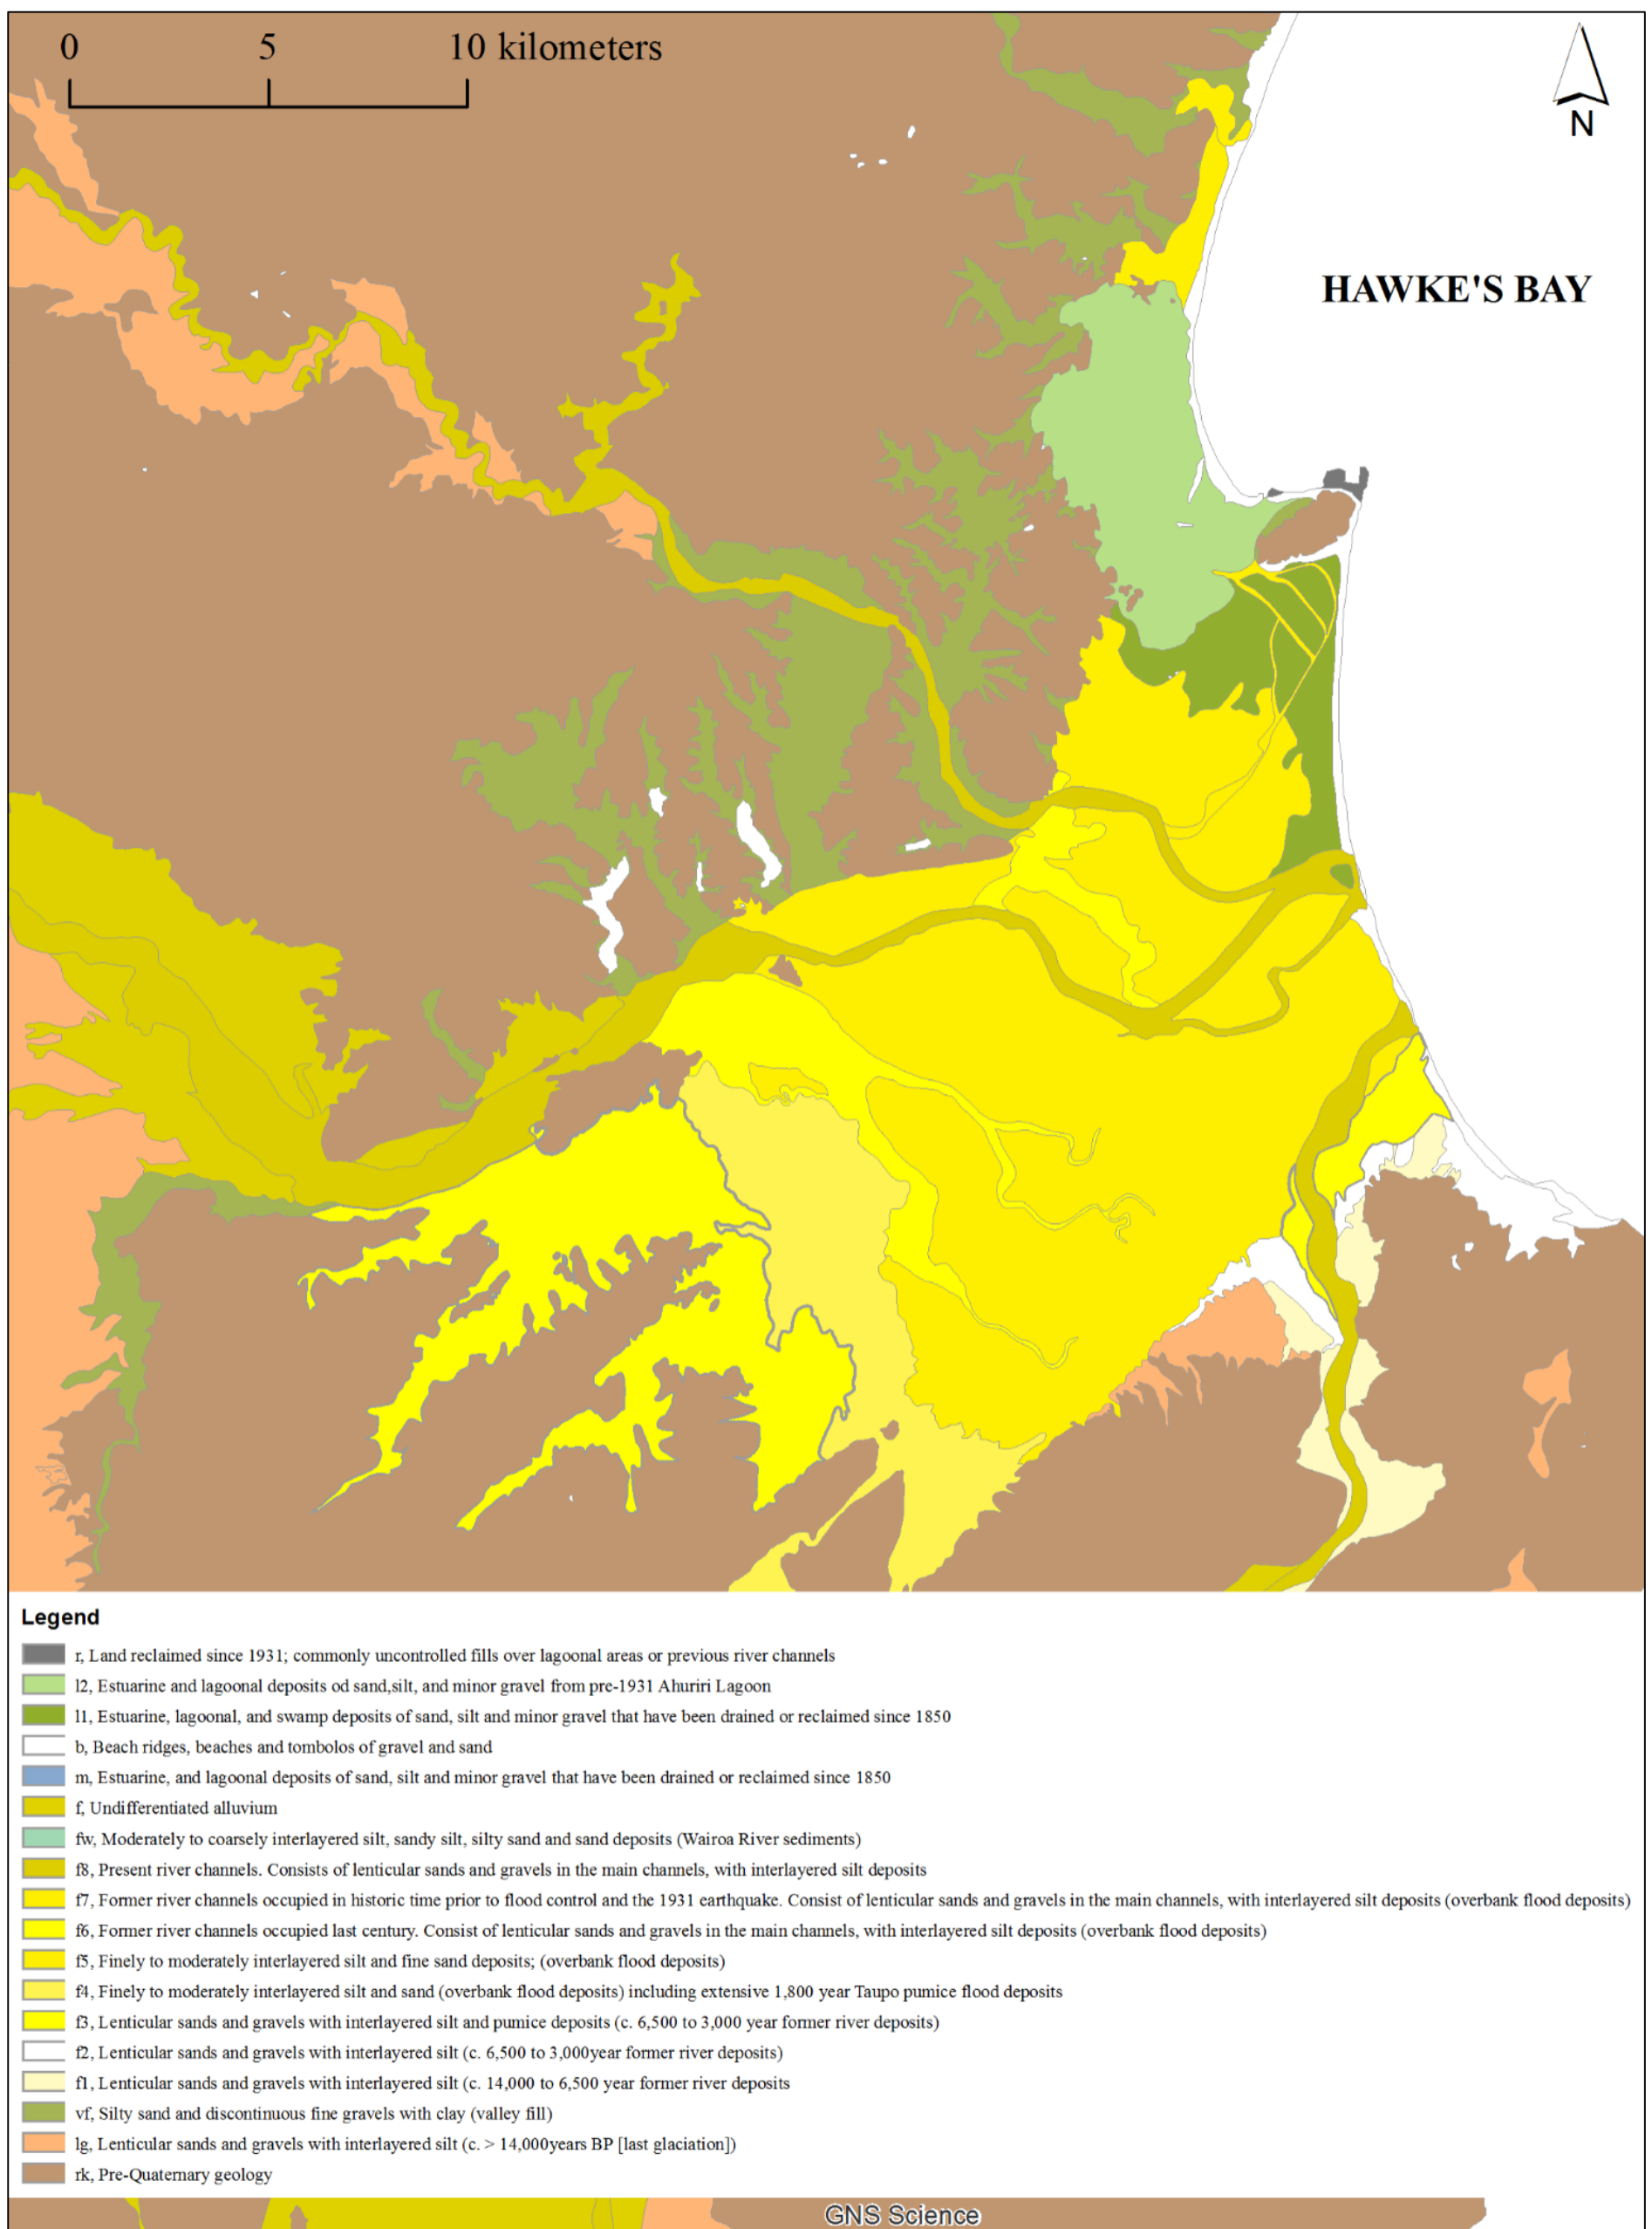 0 5 10 kilometers
N
HAWKE'S BAY
Legend
r, Land reclaimed since 1931; commonly uncontrolled fills over lagoonal areas or previous river channels
l2, Estuarine and lagoonal deposits od sand,silt, and minor gravel from pre-1931 Ahuriri Lagoon
l1, Estuarine, lagoonal, and swamp deposits of sand, silt and minor gravel that have been drained or reclaimed since 1850
b, Beach ridges, beaches and tombolos of gravel and sand
m, Estuarine, and lagoonal deposits of sand, silt and minor gravel that have been drained or reclaimed since 1850
f, Undifferentiated alluvium
fw, Moderately to coarsely interlayered silt, sandy silt, silty sand and sand deposits (Wairoa River sediments)
f8, Present river channels. Consists of lenticular sands and gravels in the main channels, with interlayered silt deposits
f7, Former river channels occupied in historic time prior to flood control and the 1931 earthquake. Consist of lenticular sands and gravels in the main channels, with interlayered silt deposits (overbank flood deposits)
f6, Former river channels occupied last century. Consist of lenticular sands and gravels in the main channels, with interlayered silt deposits (overbank flood deposits)
f5, Finely to moderately interlayered silt and fine sand deposits; (overbank flood deposits)
f4, Finely to moderately interlayered silt and sand (overbank flood deposits) including extensive 1,800 year Taupo pumice flood deposits
f3, Lenticular sands and gravels with interlayered silt and pumice deposits (c. 6,500 to 3,000 year former river deposits)
f2, Lenticular sands and gravels with interlayered silt (c. 6,500 to 3,000year former river deposits)
f1, Lenticular sands and gravels with interlayered silt (c. 14,000 to 6,500 year former river deposits
vf, Silty sand and discontinuous fine gravels with clay (valley fill)
lg, Lenticular sands and gravels with interlayered silt (c. > 14,000years BP [last glaciation])
rk, Pre-Quaternary geology
GNS Science